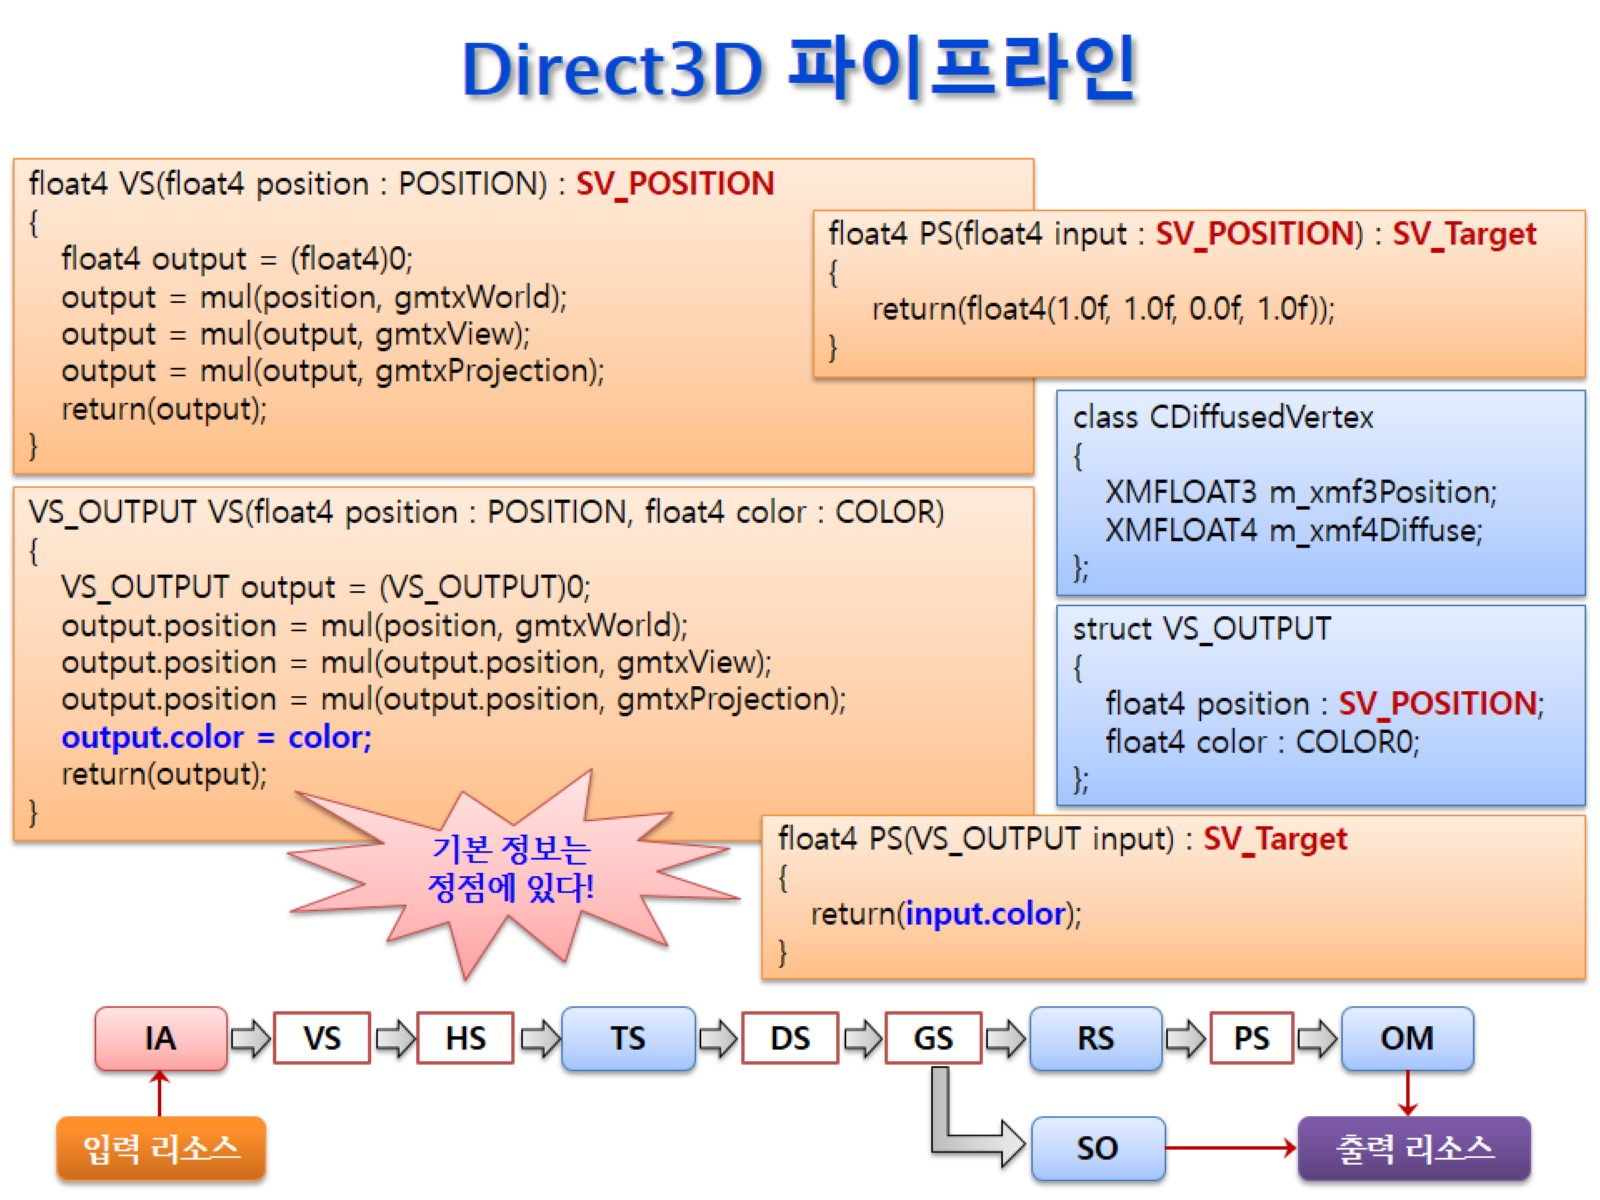 Direct3D 파이프라인
float4 VS(float4 position : POSITION) : SV_POSITION
{
float4 output = (float4)0;
output = mul(position, gmtxWorld);
output = mul(output, gmtxView);
output = mul(output, gmtxProjection);
return(output);
}
float4 PS(float4 input : SV_POSITION) : SV_Target
{
return(float4(1.0f, 1.0f, 0.0f, 1.0f));
}
class CDiffusedVertex
{
XMFLOAT3 m_xmf3Position;
XMFLOAT4 m_xmf4Diffuse;
};
VS_OUTPUT VS(float4 position : POSITION, float4 color : COLOR)
{
VS_OUTPUT output = (VS_OUTPUT)0;
output.position = mul(position, gmtxWorld);
output.position = mul(output.position, gmtxView);
output.position = mul(output.position, gmtxProjection);
output.color = color;
return(output);
}
struct VS_OUTPUT
{
float4 position : SV_POSITION;
float4 color : COLOR0;
};
기본 정보는
정점에 있다!
float4 PS(VS_OUTPUT input) : SV_Target
{
return(input.color);
}
IA VS HS TS DS GS RS PS OM
입력 리소스 SO 출력 리소스